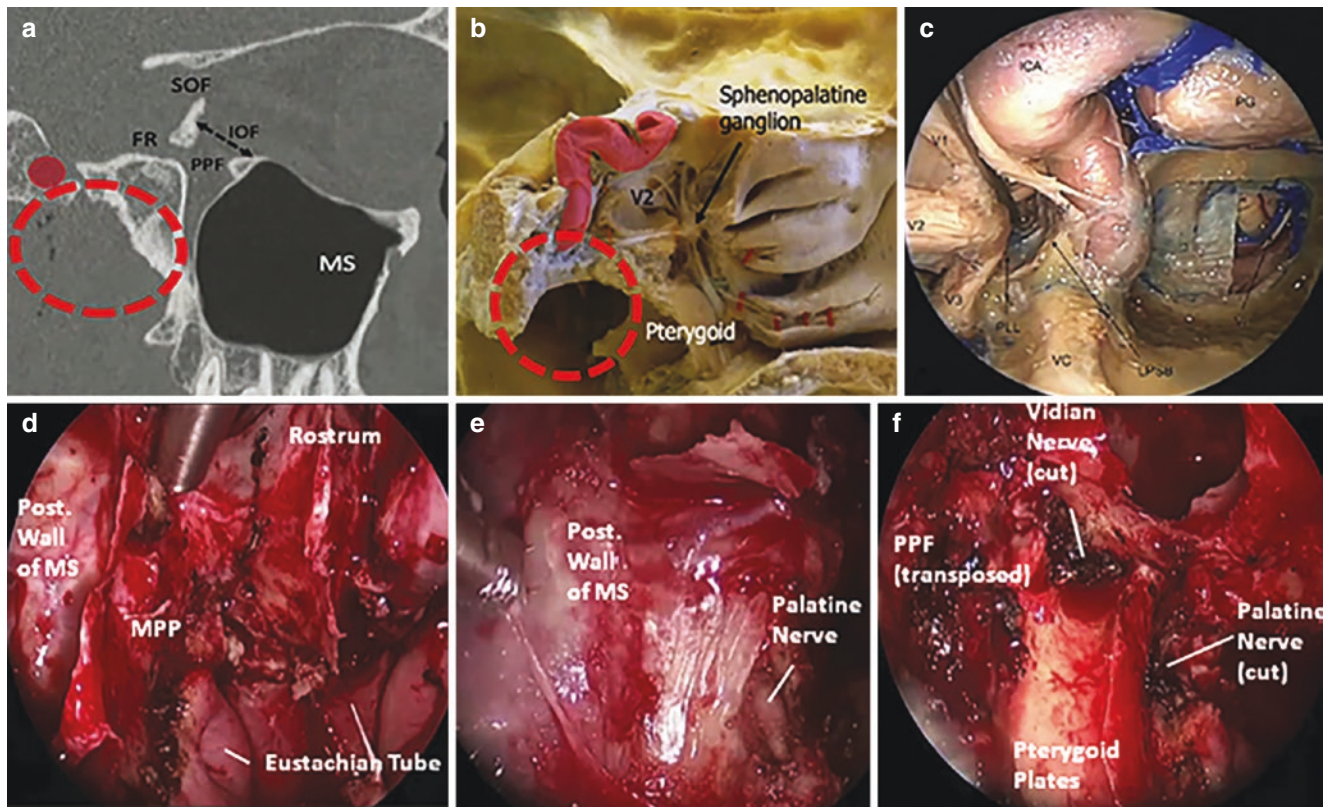 a
SOF
FR
IOF
PPF
MS
b
Sphenopalatine
ganglion
V2
Pterygoid
c
ICA
PG
V1
V2
V3
PLL
VC
LPSB
d
Rostrum
Post.
Wall
of MS
MPP
Eustachian Tube
e
Post.
Wall
of MS
Palatine
Nerve
f
Vidian
Nerve
(cut)
PPF
(transposed)
Palatine
Nerve
(cut)
Pterygoid
Plates